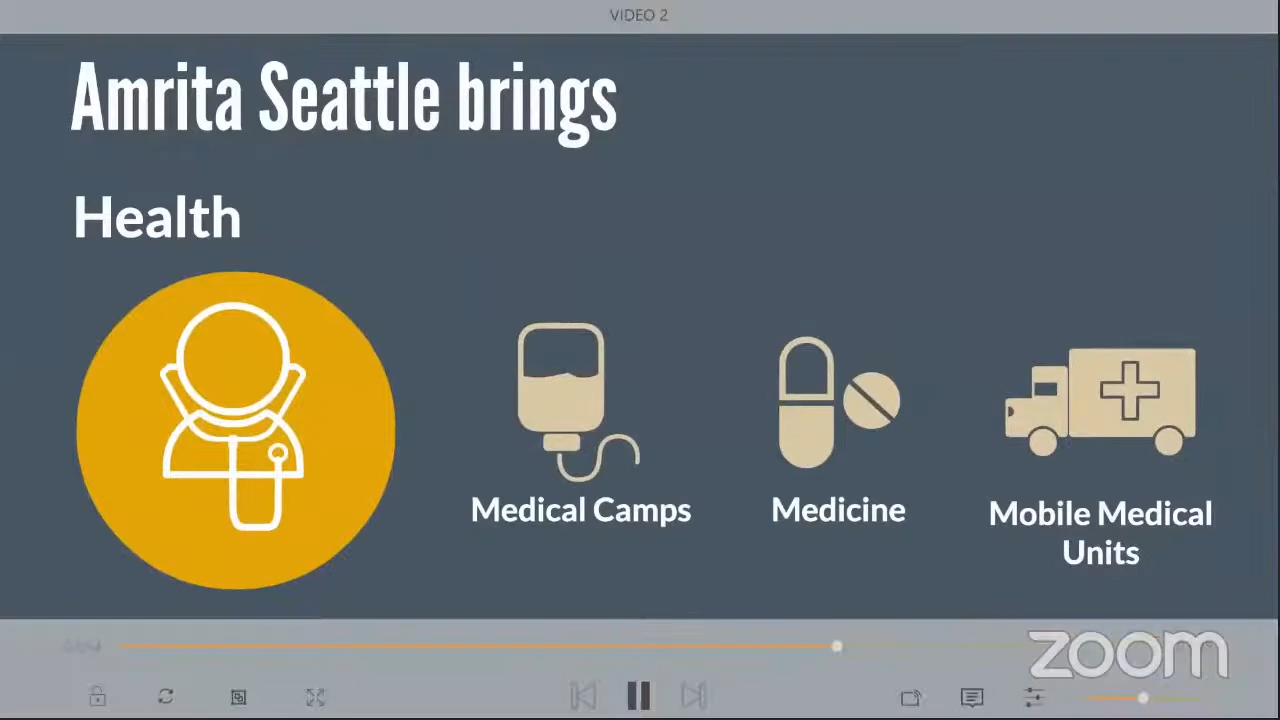 VIDEO 2
Amrita Seattle brings
Health
Medical Camps
Medicine
Mobile Medical
Units
zoom